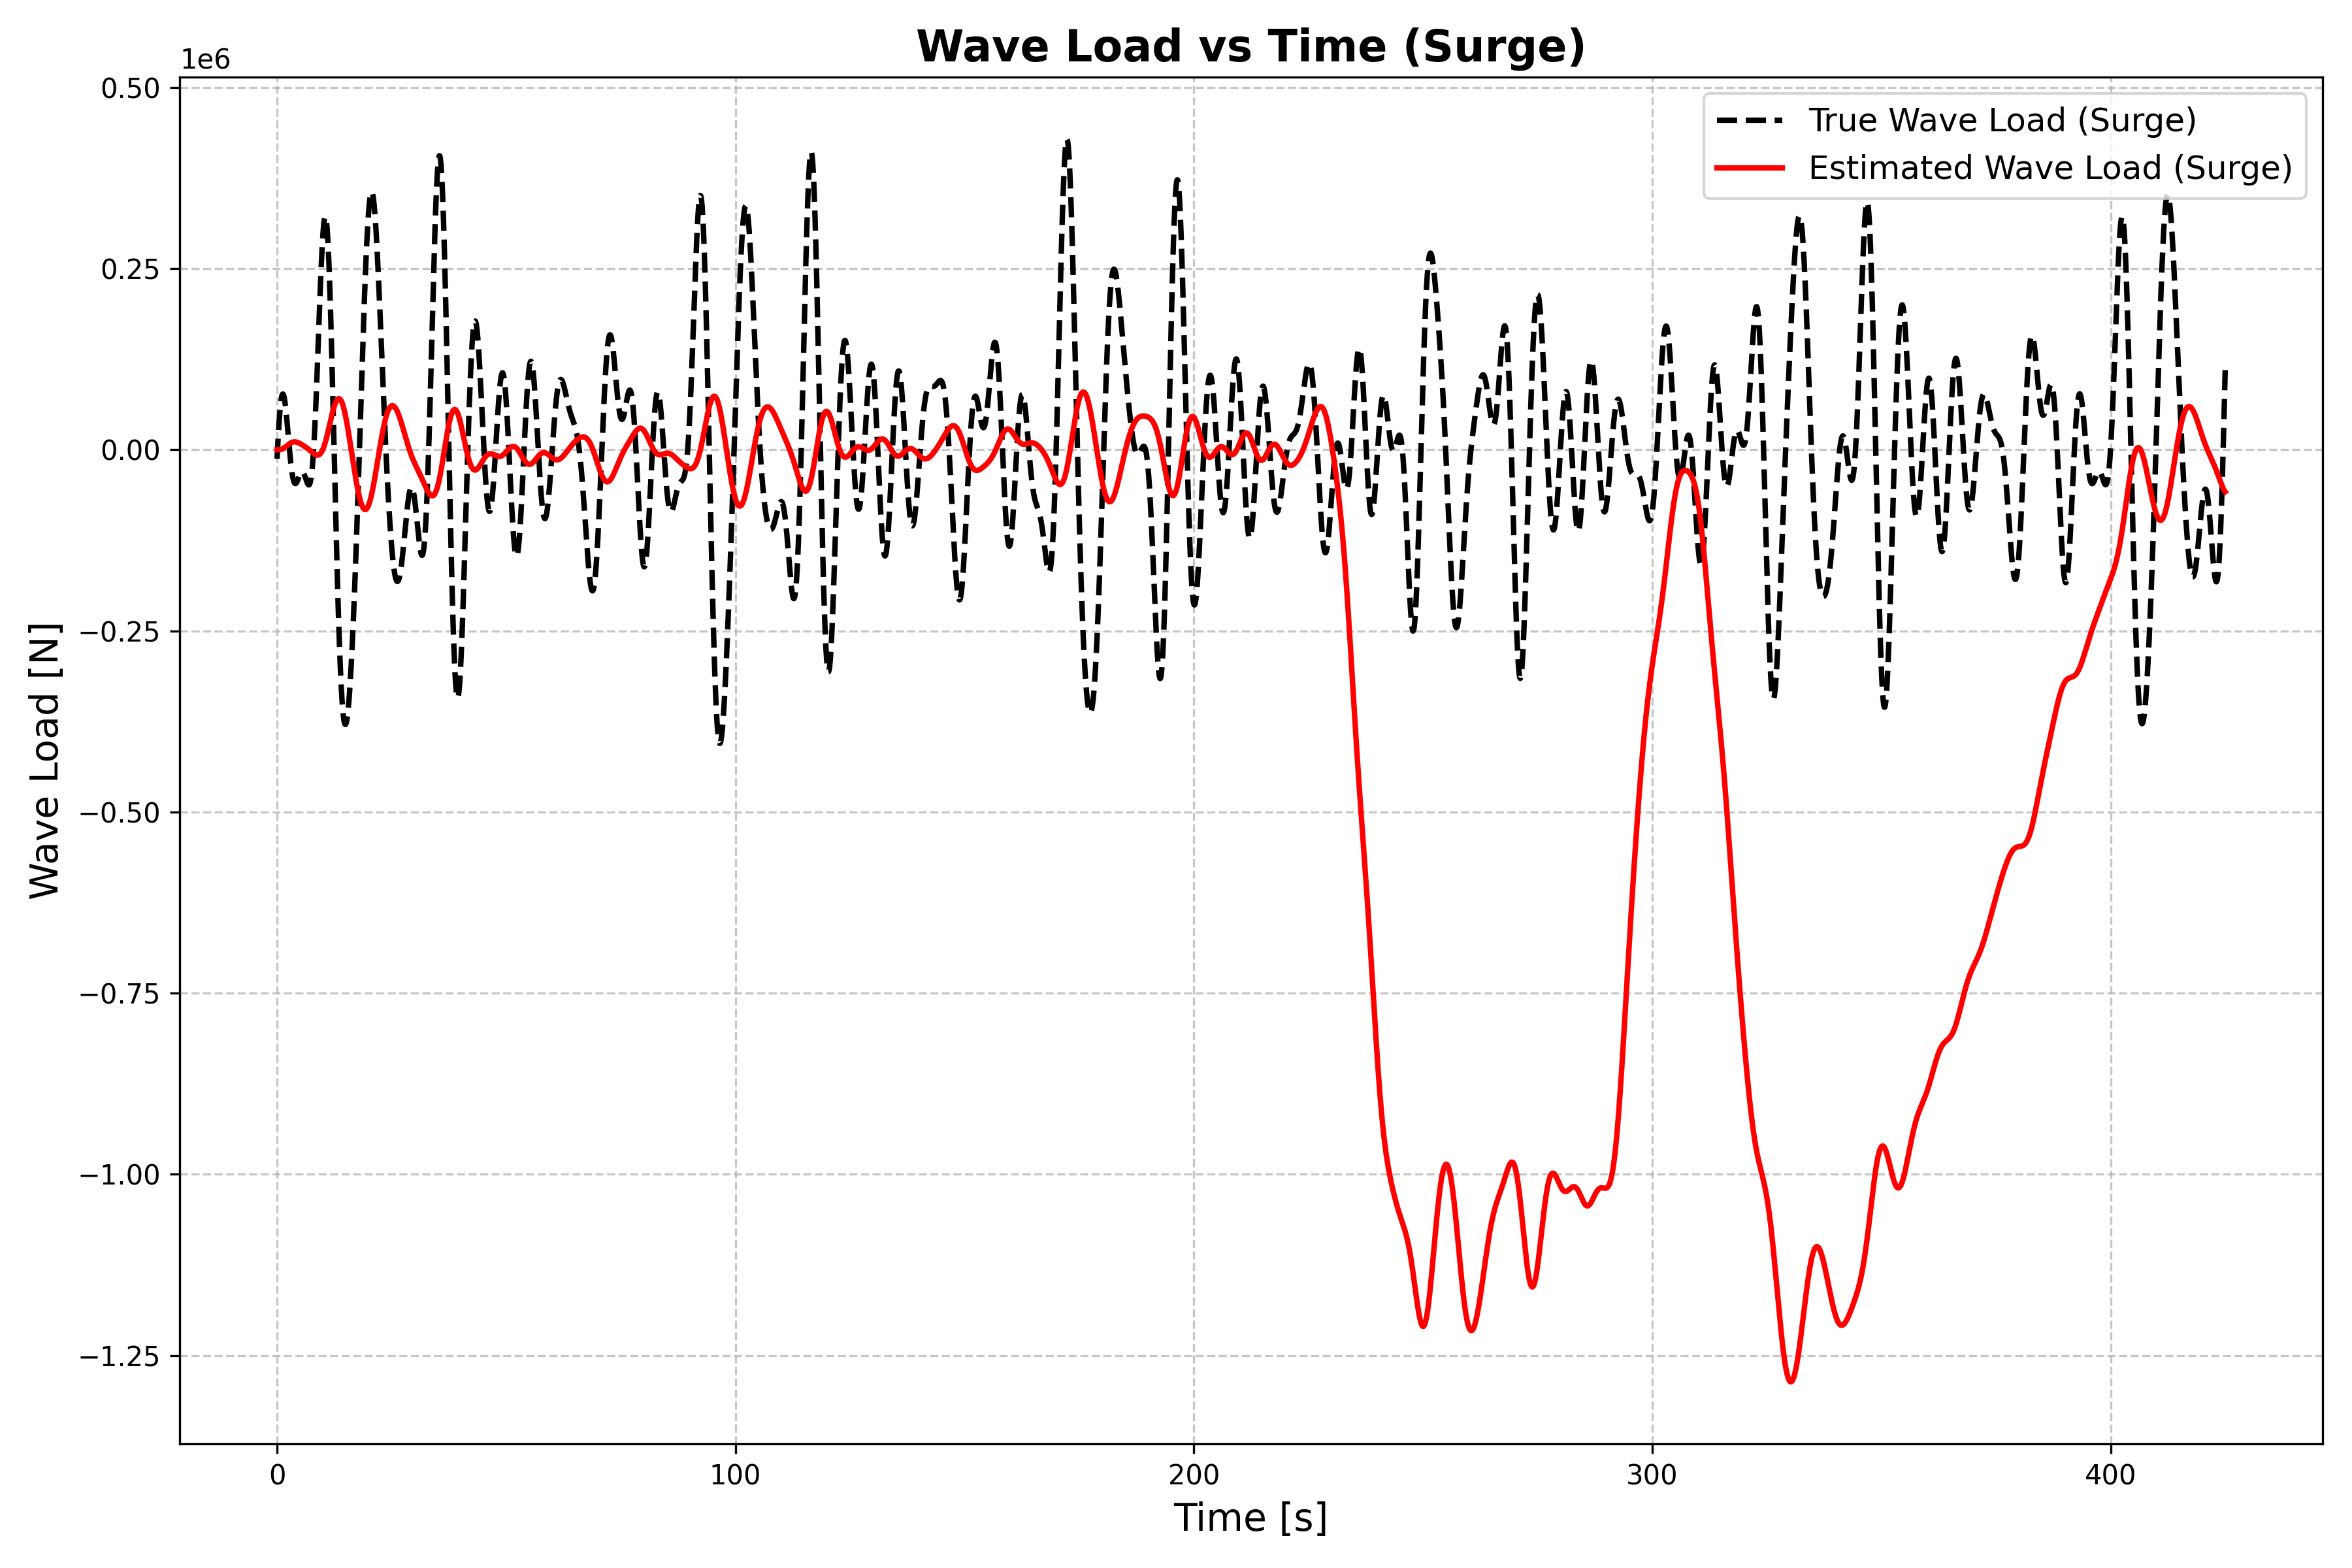 Wave Load vs Time (Surge)
1e6
True Wave Load (Surge)
Estimated Wave Load (Surge)
0.50
0.25
0.00
−0.25
−0.50
−0.75
−1.00
−1.25
Wave Load [N]
0 100 200 300 400
Time [s]